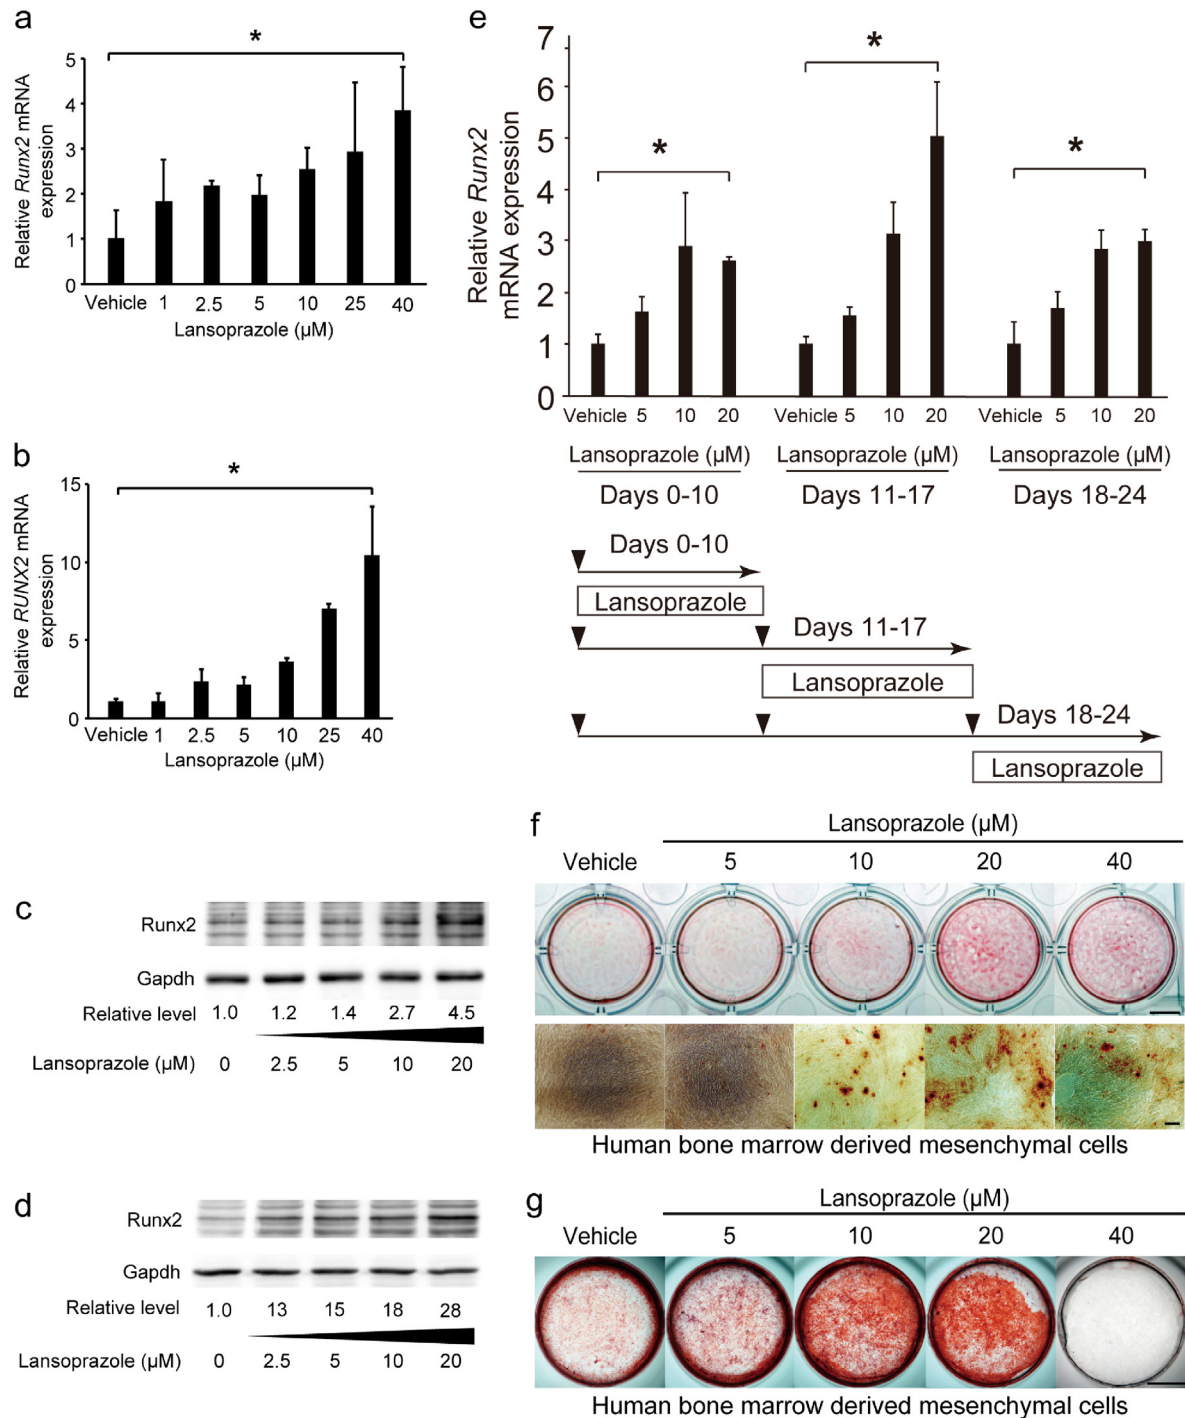 a
*
Relative Runx2 mRNA
expression
5
4
3
2
1
0
Vehicle 1 2.5 5 10 25 40
Lansoprazole (µM)
b
*
Relative RUNX2 mRNA
expression
15
10
5
0
Vehicle 1 2.5 5 10 25 40
Lansoprazole (µM)
c
Runx2
Gapdh
Relative level 1.0 1.2 1.4 2.7 4.5
Lansoprazole (µM) 0 2.5 5 10 20
d
Runx2
Gapdh
Relative level 1.0 13 15 18 28
Lansoprazole (µM) 0 2.5 5 10 20
e
Relative Runx2
mRNA expression
7
6
5
4
3
2
1
0
* * *
Vehicle 5 10 20 Vehicle 5 10 20 Vehicle 5 10 20
Lansoprazole (µM) Lansoprazole (µM) Lansoprazole (µM)
Days 0-10 Days 11-17 Days 18-24
Days 0-10
Lansoprazole
Days 11-17
Lansoprazole
Days 18-24
Lansoprazole
f
Lansoprazole (µM)
Vehicle 5 10 20 40
Human bone marrow derived mesenchymal cells
g
Lansoprazole (µM)
Vehicle 5 10 20 40
Human bone marrow derived mesenchymal cells